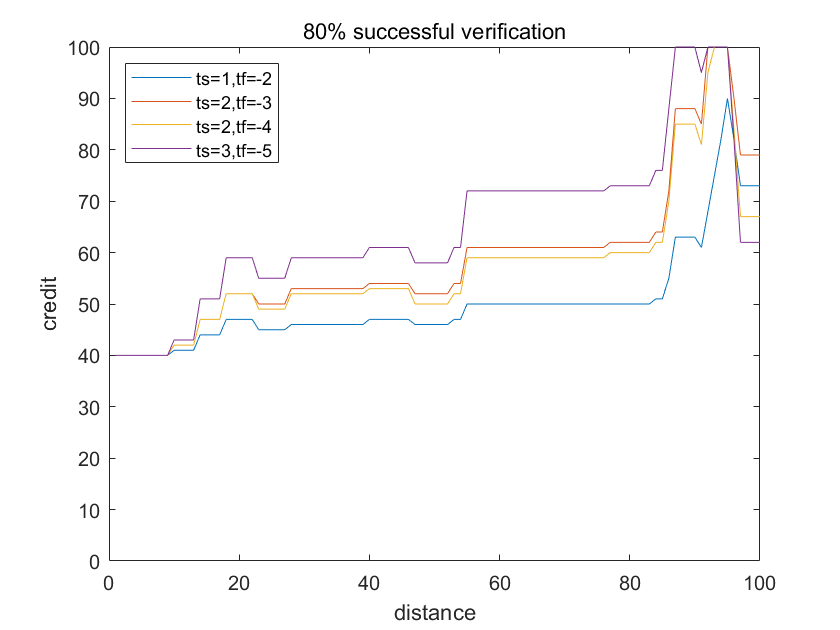 80% successful verification
100
90
80
70
60
50
40
30
20
10
0
ts=1,tf=-2
ts=2,tf=-3
ts=2,tf=-4
ts=3,tf=-5
credit
0 20 40 60 80 100
distance